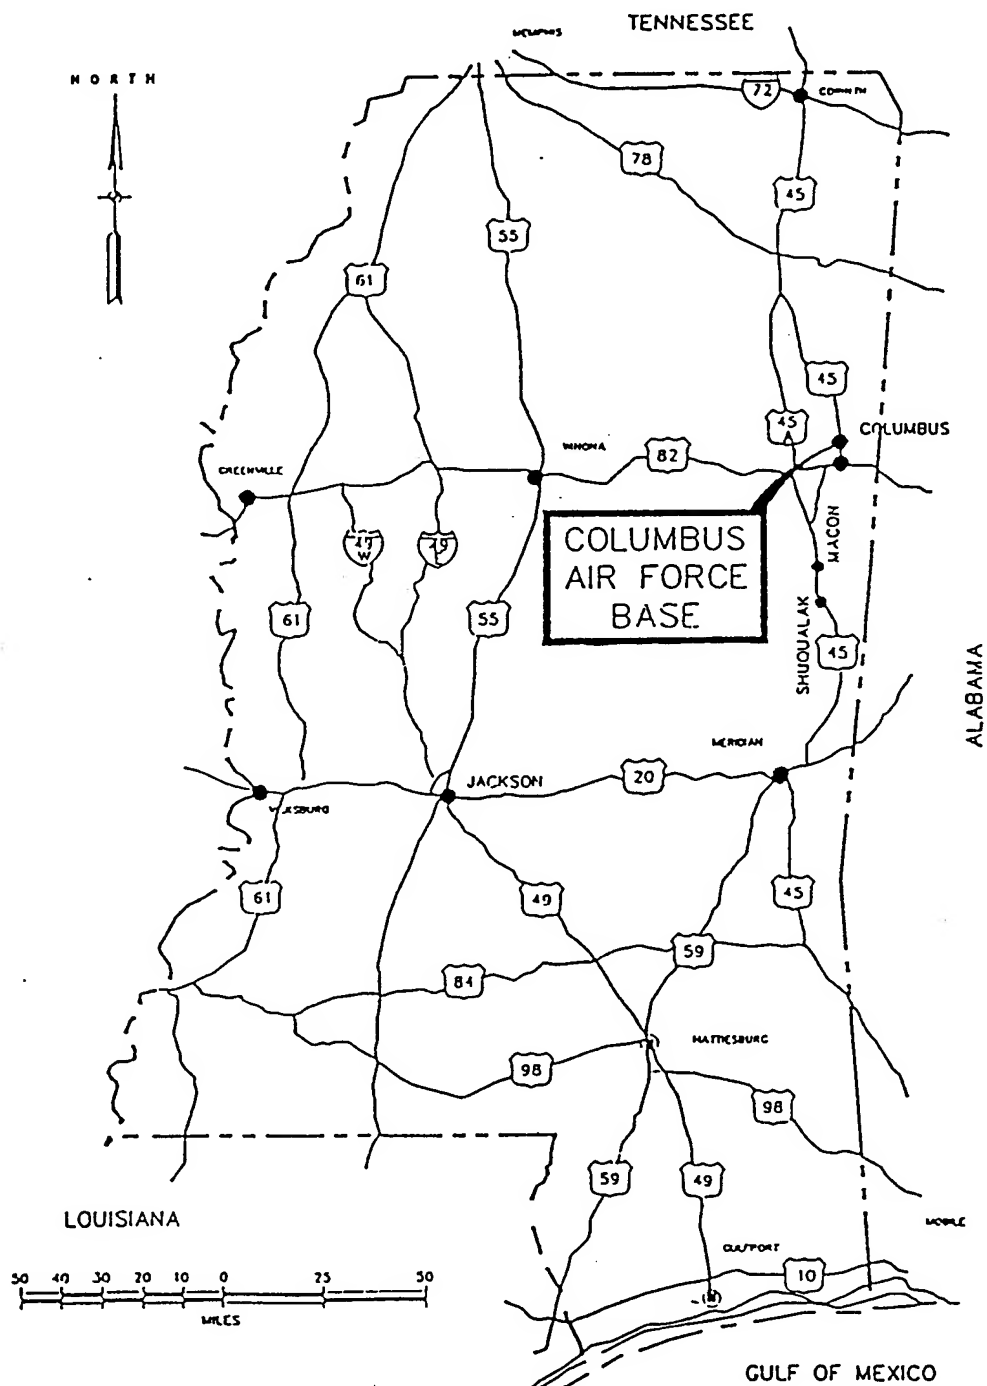 TENNESSEE
MEMPHIS
NORTH
72
CORINTH
78
45
55
61
45
45
A
COLUMBUS
WINONA
82
GREENVILLE
COLUMBUS
AIR FORCE
BASE
MACON
49
W
49
E
61
55
SHUQUALAK
45
ALABAMA
MERIDIAN
JACKSON
20
VICKSBURG
61
49
45
59
84
HATTIESBURG
98
98
59
49
LOUISIANA
MOBILE
GULFPORT
10
50 40 30 20 10 0 25 50
MILES
GULF OF MEXICO